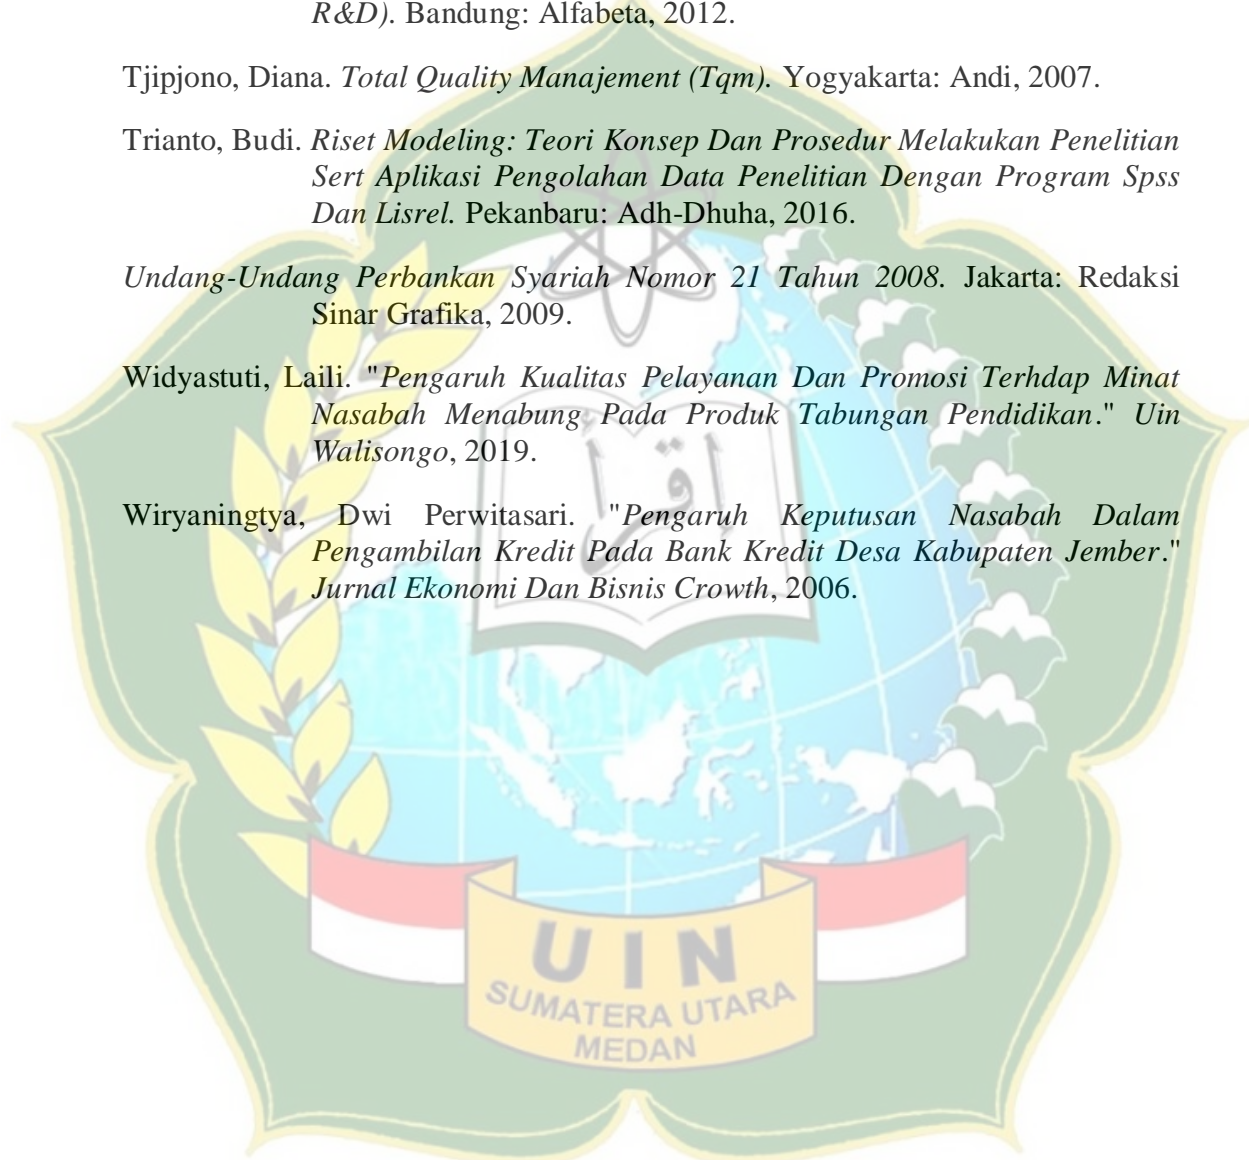 R&D). Bandung: Alfabeta, 2012.
Tjipjono, Diana. Total Quality Manajement (Tqm). Yogyakarta: Andi, 2007.
Trianto, Budi. Riset Modeling: Teori Konsep Dan Prosedur Melakukan Penelitian
Sert Aplikasi Pengolahan Data Penelitian Dengan Program Spss
Dan Lisrel. Pekanbaru: Adh-Dhuha, 2016.
Undang-Undang Perbankan Syariah Nomor 21 Tahun 2008. Jakarta: Redaksi
Sinar Grafika, 2009.
Widyastuti, Laili. "Pengaruh Kualitas Pelayanan Dan Promosi Terhdap Minat
Nasabah Menabung Pada Produk Tabungan Pendidikan." Uin
Walisongo, 2019.
Wiryaningtya, Dwi Perwitasari. "Pengaruh Keputusan Nasabah Dalam
Pengambilan Kredit Pada Bank Kredit Desa Kabupaten Jember."
Jurnal Ekonomi Dan Bisnis Crowth, 2006.
اقرأ
UIN
SUMATERA UTARA
MEDAN